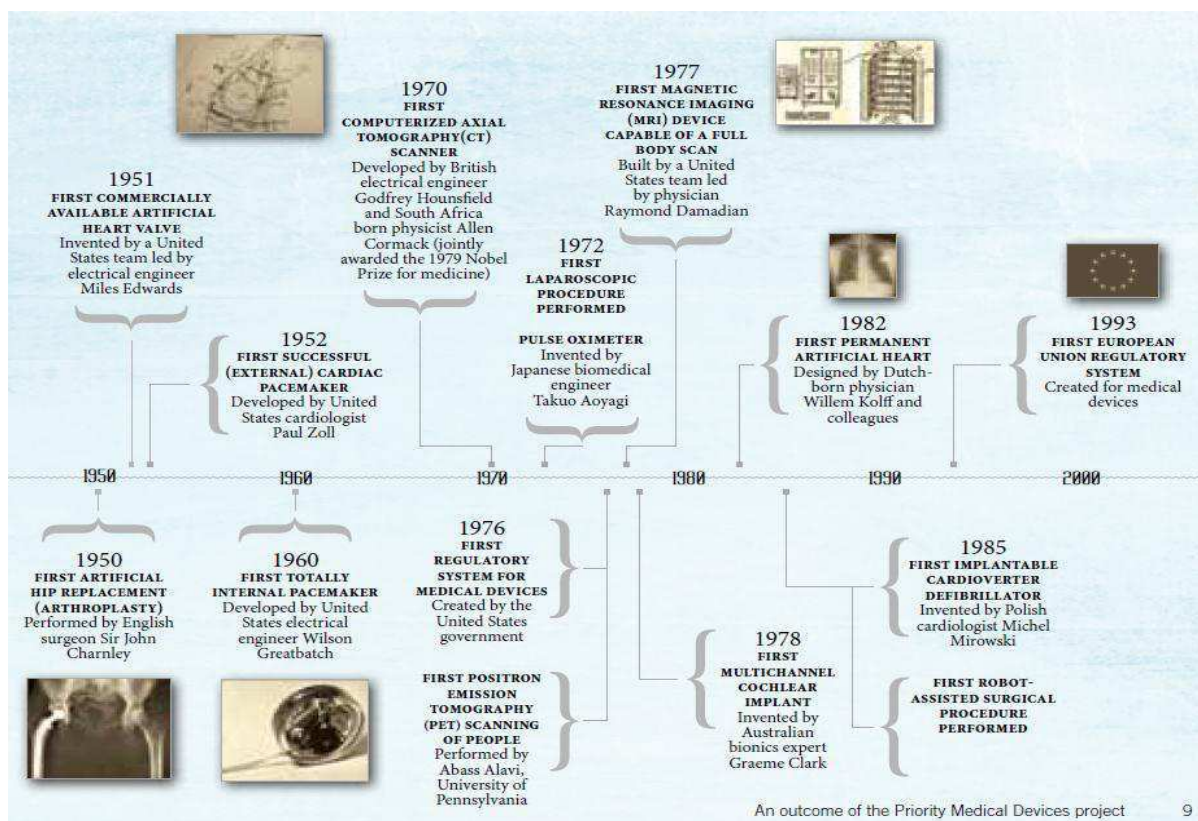 1951
FIRST COMMERCIALLY
AVAILABLE ARTIFICIAL
HEART VALVE
Invented by a United
States team led by
electrical engineer
Miles Edwards
1952
FIRST SUCCESSFUL
(EXTERNAL) CARDIAC
PACEMAKER
Developed by United
States cardiologist
Paul Zoll
1970
FIRST
COMPUTERIZED AXIAL
TOMOGRAPHY(CT)
SCANNER
Developed by British
electrical engineer
Godfrey Hounsfield
and South Africa
born physicist Allen
Cormack (jointly
awarded the 1979 Nobel
Prize for medicine)
1972
FIRST
LAPAROSCOPIC
PROCEDURE
PERFORMED
PULSE OXIMETER
Invented by
Japanese biomedical
engineer
Takuo Aoyagi
1977
FIRST MAGNETIC
RESONANCE IMAGING
(MRI) DEVICE
CAPABLE OF A FULL
BODY SCAN
Built by a United
States team led
by physician
Raymond Damadian
1982
FIRST PERMANENT
ARTIFICIAL HEART
Designed by Dutch-
born physician
Willem Kolff and
colleagues
1993
FIRST EUROPEAN
UNION REGULATORY
SYSTEM
Created for medical
devices
1950 1960 1970 1980 1990 2000
1950
FIRST ARTIFICIAL
HIP REPLACEMENT
(ARTHROPLASTY)
Performed by English
surgeon Sir John
Charnley
1960
FIRST TOTALLY
INTERNAL PACEMAKER
Developed by United
States electrical
engineer Wilson
Greatbatch
1976
FIRST
REGULATORY
SYSTEM FOR
MEDICAL DEVICES
Created by the
United States
government
FIRST POSITRON
EMISSION
TOMOGRAPHY
(PET) SCANNING
OF PEOPLE
Performed by
Abass Alavi,
University of
Pennsylvania
1978
FIRST
MULTICHANNEL
COCHLEAR
IMPLANT
Invented by
Australian
bionics expert
Graeme Clark
1985
FIRST IMPLANTABLE
CARDIOVERTER
DEFIBRILLATOR
Invented by Polish
cardiologist Michel
Mirowski
FIRST ROBOT-
ASSISTED SURGICAL
PROCEDURE
PERFORMED
An outcome of the Priority Medical Devices project 9